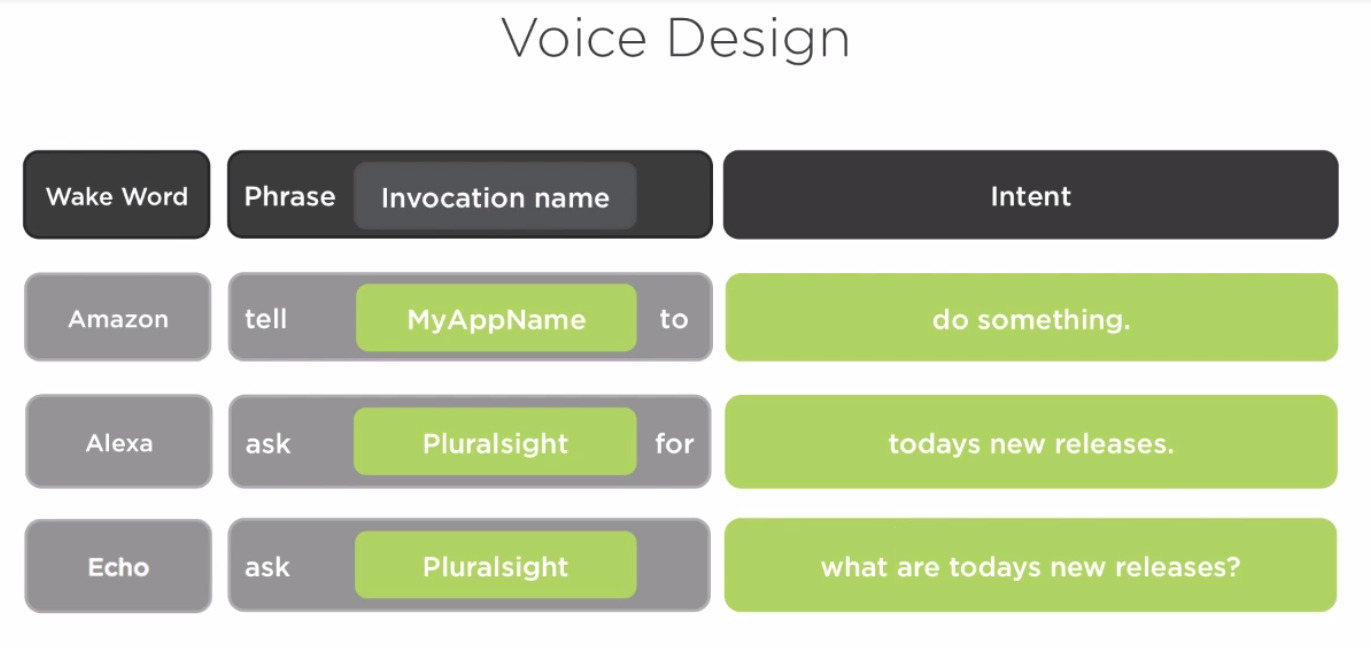 Voice Design
Wake Word Phrase Invocation name Intent
Amazon tell MyAppName to do something.
Alexa ask Pluralsight for todays new releases.
Echo ask Pluralsight what are todays new releases?